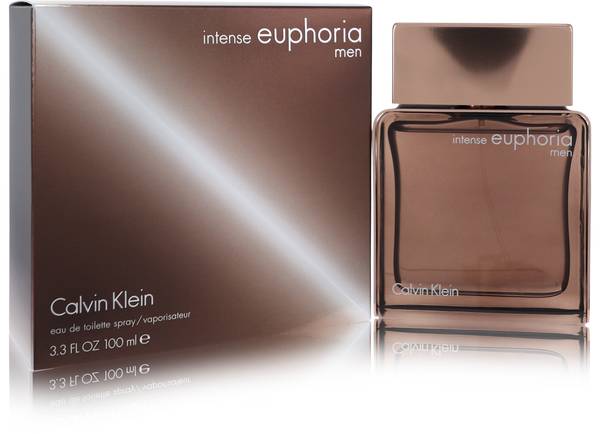 intense euphoria
men
Calvin Klein
eau de toilette spray/vaporisateur
3.3 FL OZ 100 ml ℮
intense euphoria
men
Calvin Klein